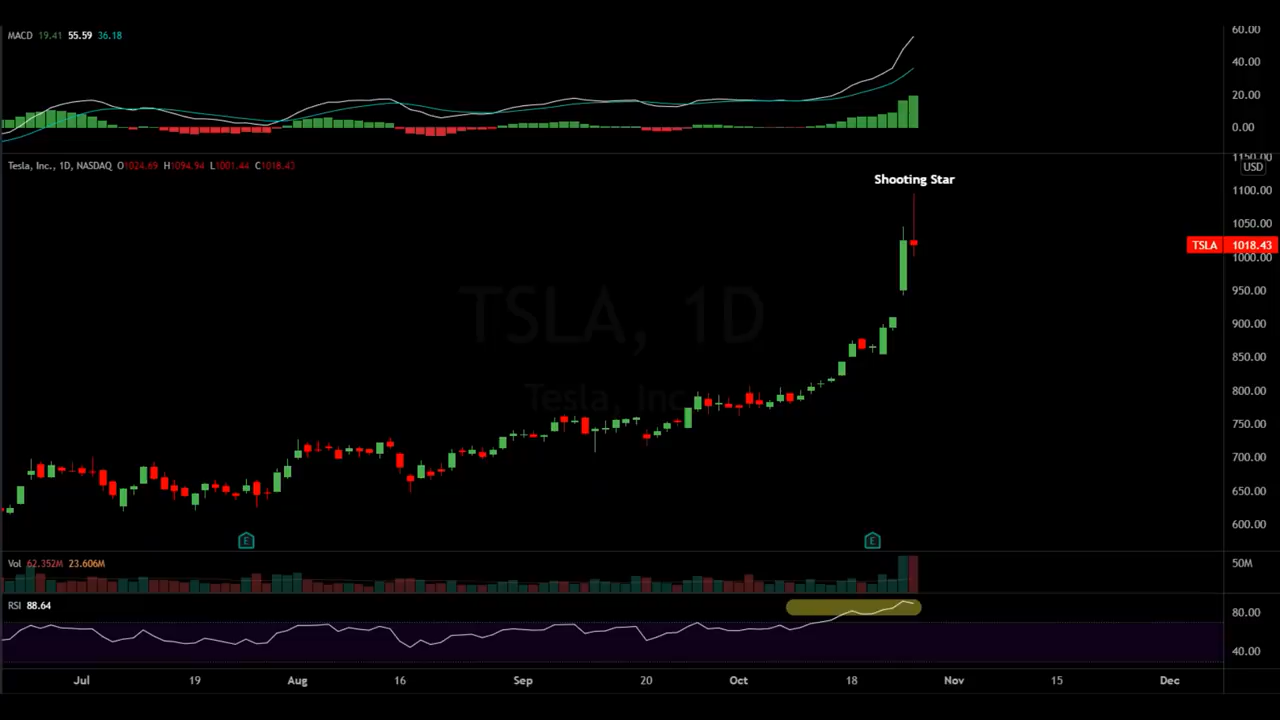 MACD 19.41 55.59 36.18
60.00
40.00
20.00
0.00
Tesla, Inc., 1D, NASDAQ O1024.69 H1094.94 L1001.44 C1018.43
1150.00
USD
Shooting Star
1100.00
1050.00
TSLA 1018.43
1000.00
950.00
TSLA, 1D
900.00
850.00
800.00
Tesla, Inc.
750.00
700.00
650.00
600.00
E E
Vol 62.352M 23.606M
50M
RSI 88.64
80.00
40.00
Jul 19 Aug 16 Sep 20 Oct 18 Nov 15 Dec